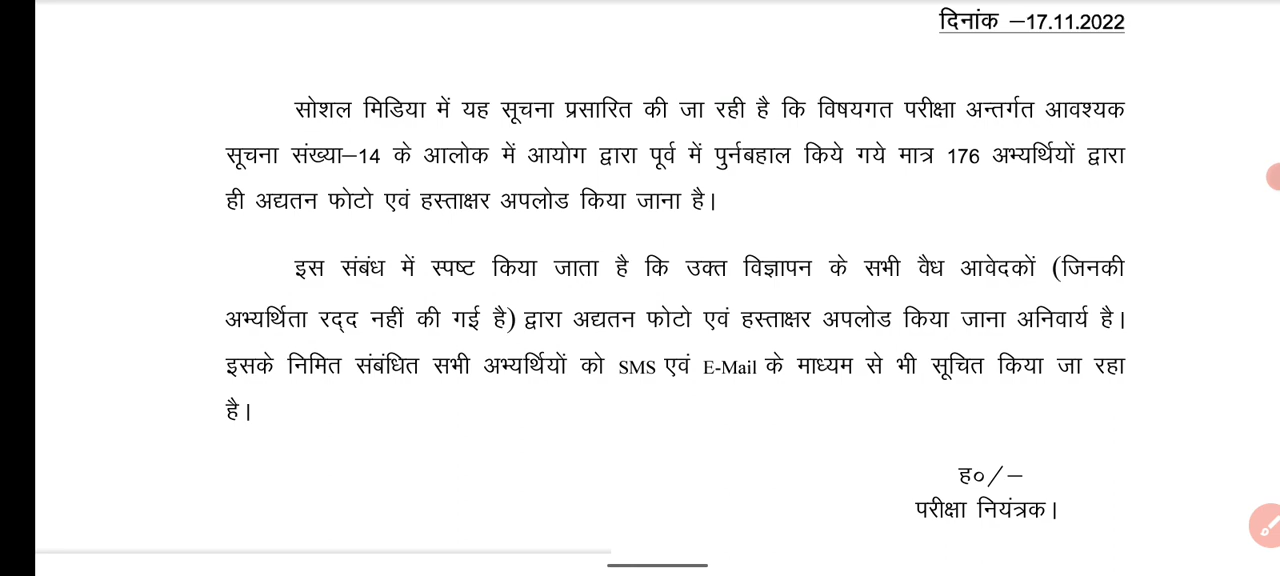 दिनांक –17.11.2022
सोशल मिडिया में यह सूचना प्रसारित की जा रही है कि विषयगत परीक्षा अन्तर्गत आवश्यक
सूचना संख्या–14 के आलोक में आयोग द्वारा पूर्व में पुर्नबहाल किये गये मात्र 176 अभ्यर्थियों द्वारा
ही अद्यतन फोटो एवं हस्ताक्षर अपलोड किया जाना है।
इस संबंध में स्पष्ट किया जाता है कि उक्त विज्ञापन के सभी वैध आवेदकों (जिनकी
अभ्यर्थिता रद्द नहीं की गई है) द्वारा अद्यतन फोटो एवं हस्ताक्षर अपलोड किया जाना अनिवार्य है।
इसके निमित संबंधित सभी अभ्यर्थियों को SMS एवं E-Mail के माध्यम से भी सूचित किया जा रहा
है।
ह०/–
परीक्षा नियंत्रक।